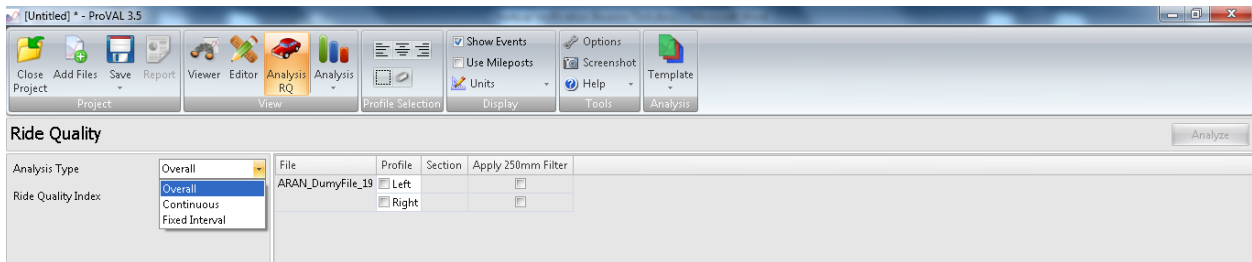 [Untitled] * - ProVAL 3.5
Close Project
Add Files
Save
Report
Project
Viewer
Editor
Analysis RQ
Analysis
View
Profile Selection
Show Events
Use Mileposts
Units
Display
Options
Screenshot
Help
Tools
Template
Analysis
Ride Quality
Analyze
Analysis Type
Overall
Overall
Continuous
Fixed Interval
Ride Quality Index
File Profile Section Apply 250mm Filter
ARAN_DumyFile_19 Left
Right